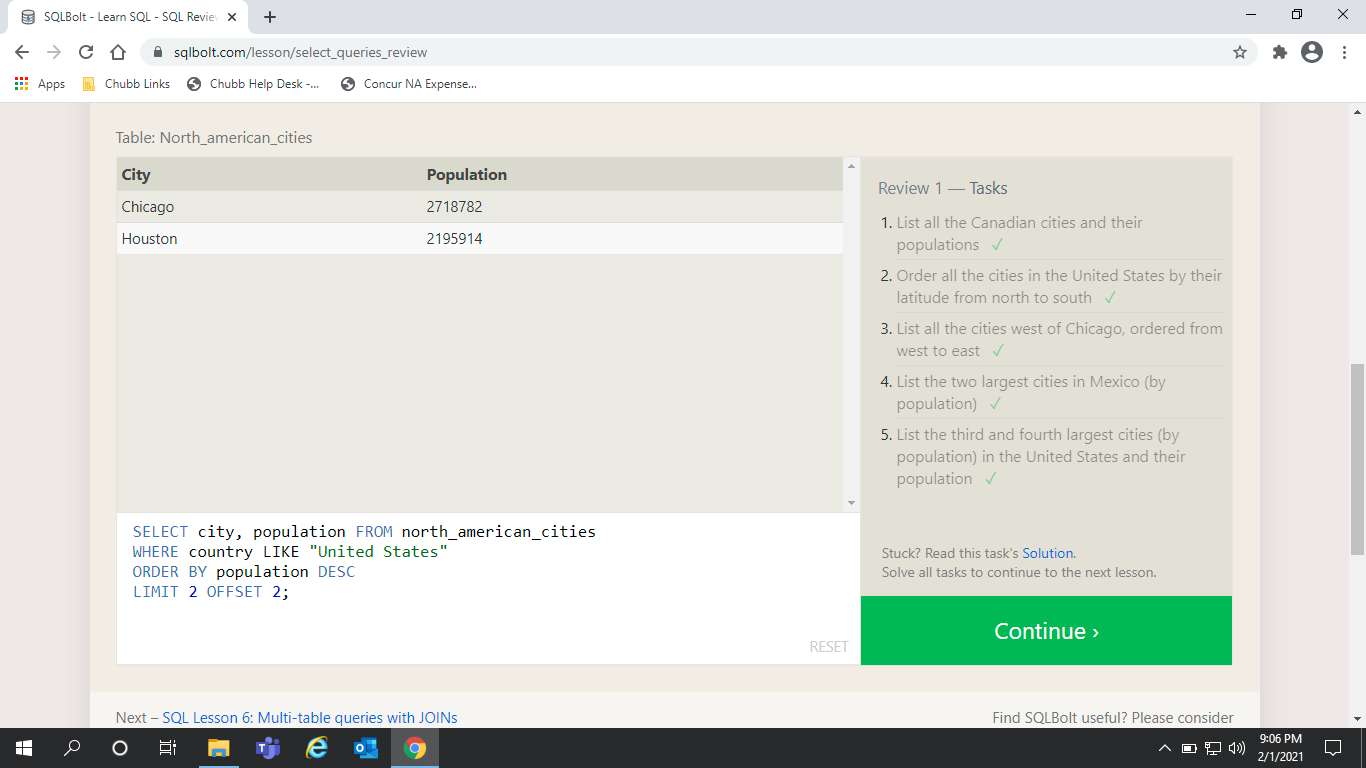 SQLBolt - Learn SQL - SQL Review
sqlbolt.com/lesson/select_queries_review
Apps Chubb Links Chubb Help Desk -... Concur NA Expense...
Table: North_american_cities
City Population
Chicago 2718782
Houston 2195914
SELECT city, population FROM north_american_cities
WHERE country LIKE "United States"
ORDER BY population DESC
LIMIT 2 OFFSET 2;
RESET
Review 1 — Tasks
1. List all the Canadian cities and their
populations ✓
2. Order all the cities in the United States by their
latitude from north to south ✓
3. List all the cities west of Chicago, ordered from
west to east ✓
4. List the two largest cities in Mexico (by
population) ✓
5. List the third and fourth largest cities (by
population) in the United States and their
population ✓
Stuck? Read this task's Solution.
Solve all tasks to continue to the next lesson.
Continue ›
Next – SQL Lesson 6: Multi-table queries with JOINs
Find SQLBolt useful? Please consider
9:06 PM
2/1/2021